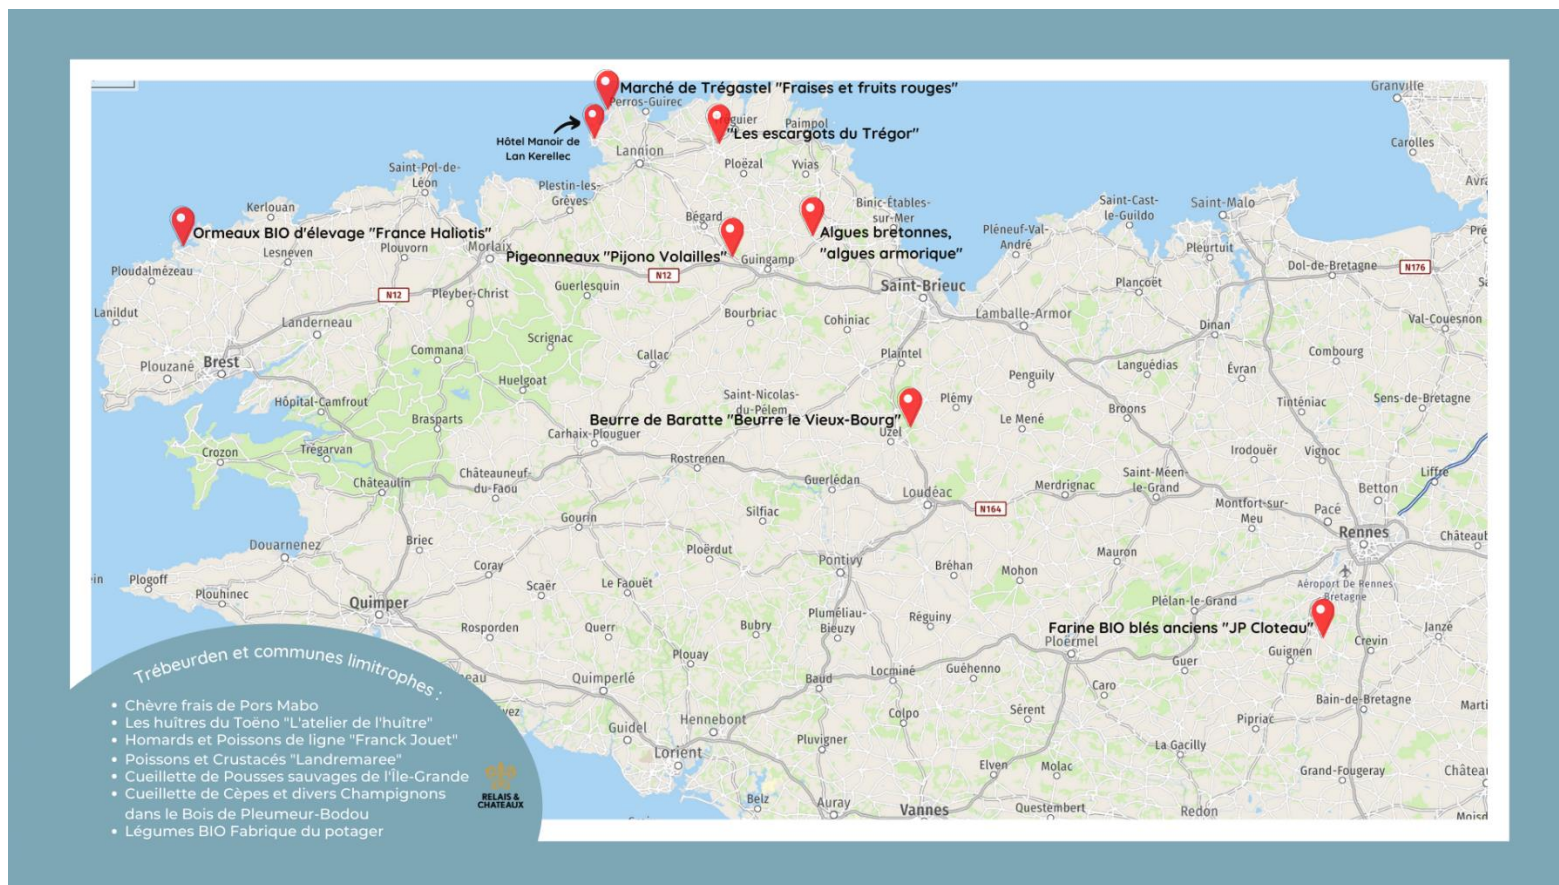 Granville
Marché de Trégastel "Fraises et fruits rouges"
Perros-Guirec
Paimpol
"Les escargots du Trégor"
Hôtel Manoir de
Lan Kerellec
Lannion
Carolles
Ploëzal
Yvias
Saint-Pol-de-
Léon
Plestin-les-
Grèves
Kerlouan
Bégard
Binic-Étables-
sur-Mer
Saint-Cast-
le-Guildo
Saint-Malo
Ormeaux BIO d'élevage "France Haliotis"
Algues bretonnes,
"algues armorique"
Pléneuf-Val-
André
Pleurtuit
Lesneven
Plouvorn
Morlaix
Pigeonneaux "Pijono Volailles"
Guingamp
Ploudalmézeau
N12
Dol-de-Bretagne
N176
Guerlesquin
Saint-Brieuc
Plancoët
N12
Pleyber-Christ
Lanildut
Landerneau
Bourbriac
Cohiniac
Lamballe-Armor
Dinan
Val-Couesnon
Scrignac
Commana
Callac
Plaintel
Combourg
Plouzané
Brest
Languédias
Évran
Penguily
Huelgoat
Hôpital-Camfrout
Saint-Nicolas-
du-Pélem
Plémy
Tinténiac
Sens-de-Bretagne
Brasparts
Beurre de Baratte "Beurre le Vieux-Bourg"
Le Mené
Broons
Carhaix-Plouguer
Uzel
Crozon
Trégarvan
Irodouër
Vignoc
Rostrenen
Châteauneuf-
du-Faou
Châteaulin
Guerlédan
Loudéac
Merdrignac
Saint-Méen-
le-Grand
Liffré
Betton
N164
Montfort-sur-
Meu
Pacé
Silfiac
Gourin
Rennes
Briec
Douarnenez
Ploërdut
Pontivy
Mauron
Coray
Bréhan
Mohon
Plogoff
Scaër
Le Faouët
Aéroport De Rennes
Bretagne
Plouhinec
Quimper
Plélan-le-Grand
Pluméliau-
Bieuzy
Réguiny
Rosporden
Querr
Bubry
Farine BIO blés anciens "JP Cloteau"
Janzé
Ploërmel
Crevin
Guignen
Plouay
Guer
Locminé
Guéhenno
Baud
Quimperlé
Caro
Bain-de-Bretagne
Sérent
Colpo
Pipriac
Hennebont
Guidel
Pluvigner
La Gacilly
Lorient
Elven
Molac
Grand-Fougeray
Belz
Auray
Vannes
Questembert
Redon
Trébeurden et communes limitrophes :
• Chèvre frais de Pors Mabo
• Les huîtres du Toëno "L'atelier de l'huître"
• Homards et Poissons de ligne "Franck Jouet"
• Poissons et Crustacés "Landremaree"
• Cueillette de Pousses sauvages de l'Île-Grande
• Cueillette de Cèpes et divers Champignons
dans le Bois de Pleumeur-Bodou
• Légumes BIO Fabrique du potager
RELAIS &
CHATEAUX